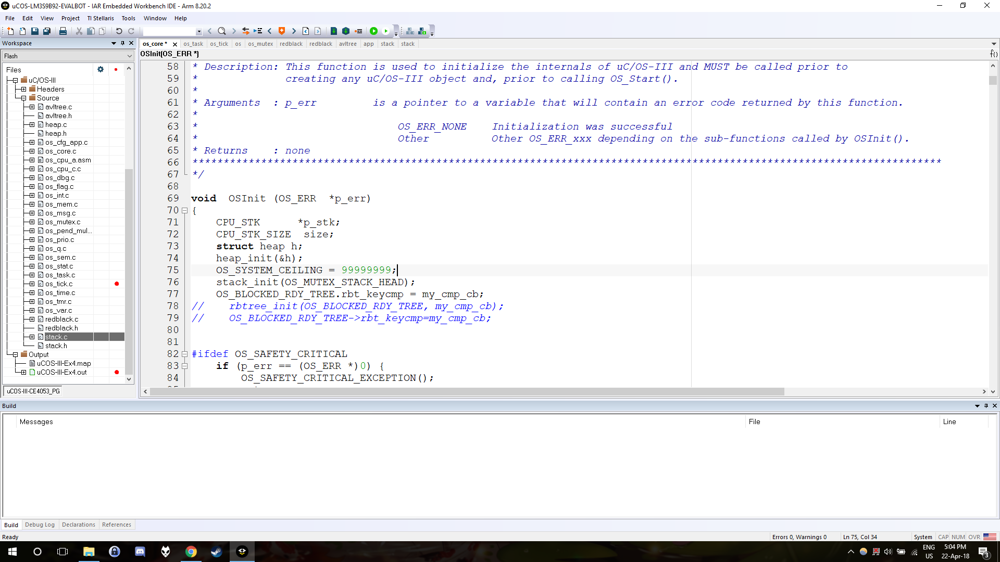 uCOS-LM3S9B92-EVALBOT - IAR Embedded Workbench IDE - Arm 8.20.2
File Edit View Project TI Stellaris Tools Window Help
Workspace
Flash
Files
uC/OS-III
Headers
Source
avltree.c
avltree.h
heap.c
heap.h
os_cfg_app.c
os_core.c
os_cpu_a.asm
os_cpu_c.c
os_dbg.c
os_flag.c
os_int.c
os_mem.c
os_msg.c
os_mutex.c
os_pend_mul...
os_prio.c
os_q.c
os_sem.c
os_stat.c
os_task.c
os_tick.c
os_time.c
os_tmr.c
os_var.c
redblack.c
redblack.h
stack.c
stack.h
Output
uCOS-III-Ex4.map
uCOS-III-Ex4.out
uCOS-III-CE4053_PG
os_core * os_task os_tick os os_mutex redblack redblack avltree app stack stack
OSInit(OS_ERR *)
f()
58 * Description: This function is used to initialize the internals of uC/OS-III and MUST be called prior to
59 * creating any uC/OS-III object and, prior to calling OS_Start().
60 *
61 * Arguments : p_err is a pointer to a variable that will contain an error code returned by this function.
62 *
63 * OS_ERR_NONE Initialization was successful
64 * Other Other OS_ERR_xxx depending on the sub-functions called by OSInit().
65 * Returns : none
66 ************************************************************************************************************************
67 */
68
69 void OSInit (OS_ERR *p_err)
70 {
71 CPU_STK *p_stk;
72 CPU_STK_SIZE size;
73 struct heap h;
74 heap_init(&h);
75 OS_SYSTEM_CEILING = 99999999;
76 stack_init(OS_MUTEX_STACK_HEAD);
77 OS_BLOCKED_RDY_TREE.rbt_keycmp = my_cmp_cb;
78 // rbtree_init(OS_BLOCKED_RDY_TREE, my_cmp_cb);
79 // OS_BLOCKED_RDY_TREE->rbt_keycmp=my_cmp_cb;
80
81
82 #ifdef OS_SAFETY_CRITICAL
83 if (p_err == (OS_ERR *)0) {
84 OS_SAFETY_CRITICAL_EXCEPTION();
Build
Messages File Line
Build Debug Log Declarations References
Ready Errors 0, Warnings 0 Ln 75, Col 34 System CAP NUM OVR
ENG
US
5:04 PM
22-Apr-18
3